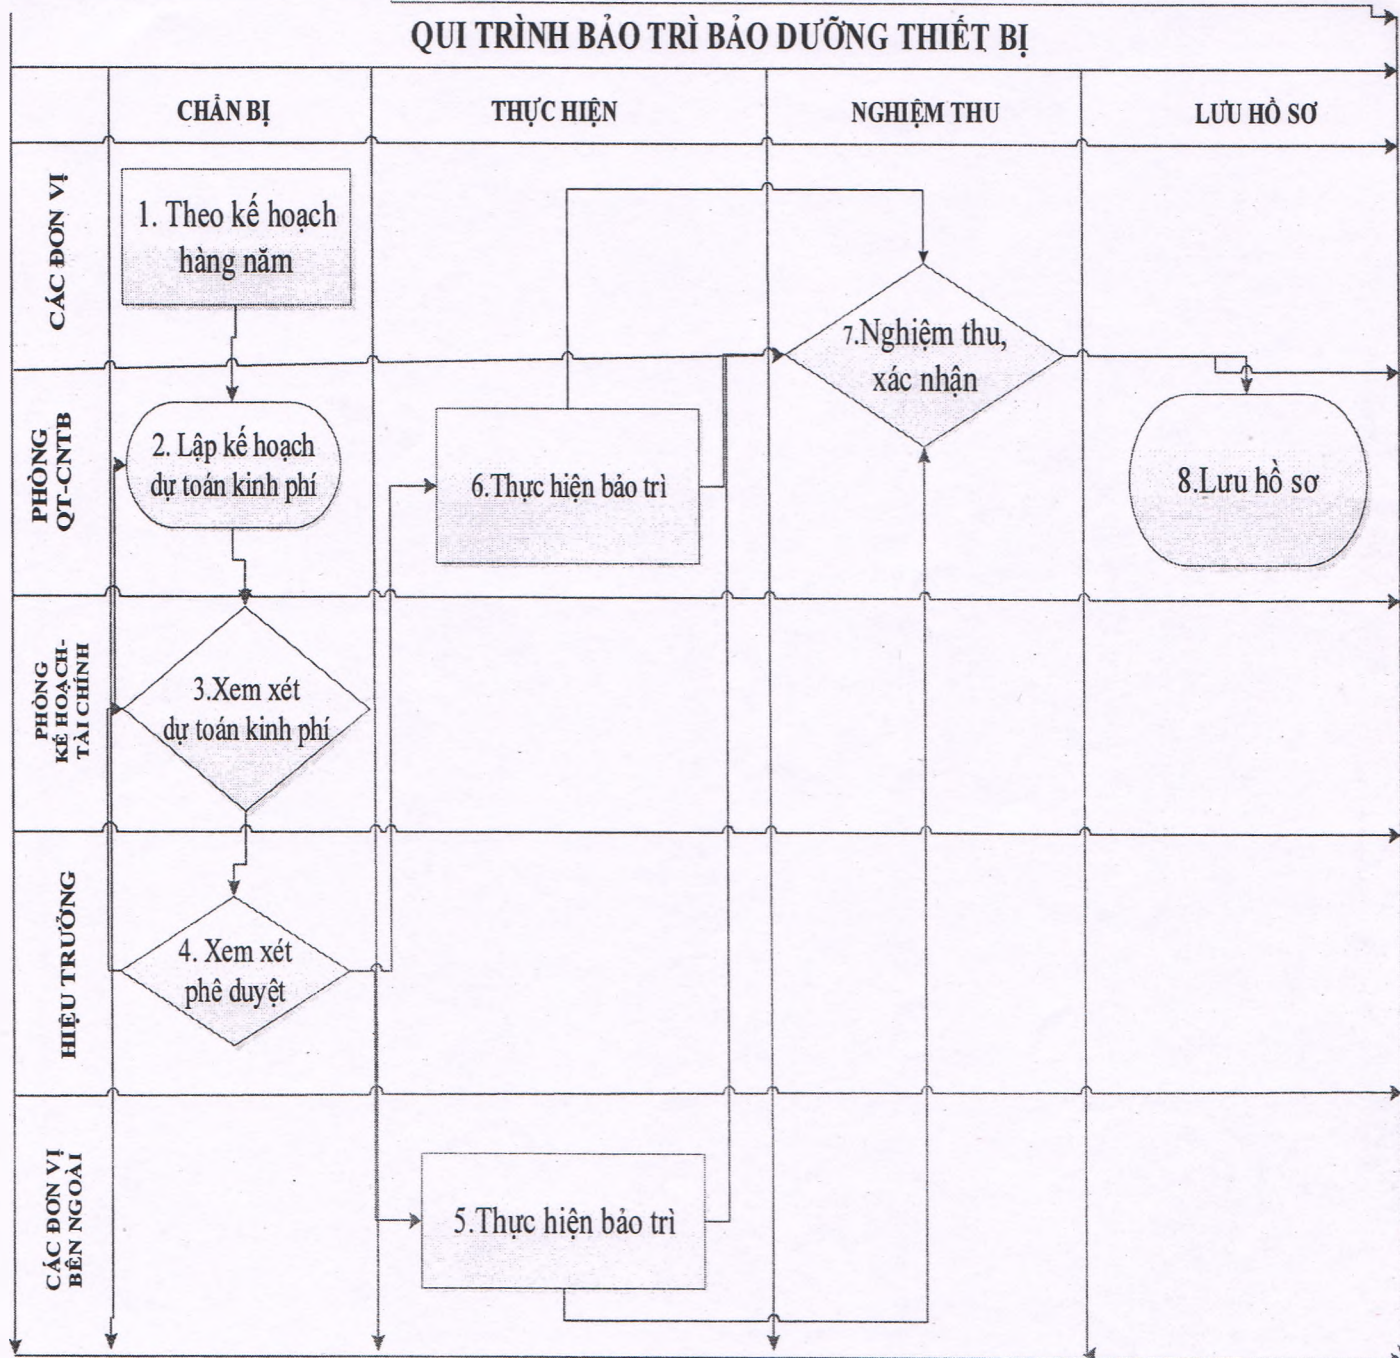 QUI TRÌNH BẢO TRÌ BẢO DƯỠNG THIẾT BỊ
CHẨN BỊ
THỰC HIỆN
NGHIỆM THU
LƯU HỒ SƠ
CÁC ĐƠN VỊ
1. Theo kế hoạch
hàng năm
7.Nghiệm thu,
xác nhận
PHÒNG
QT-CNTB
2. Lập kế hoạch
dự toán kinh phí
6.Thực hiện bảo trì
8.Lưu hồ sơ
PHÒNG
KẾ HOẠCH-
TÀI CHÍNH
3.Xem xét
dự toán kinh phí
HIỆU TRƯỞNG
4. Xem xét
phê duyệt
CÁC ĐƠN VỊ
BÊN NGOÀI
5.Thực hiện bảo trì